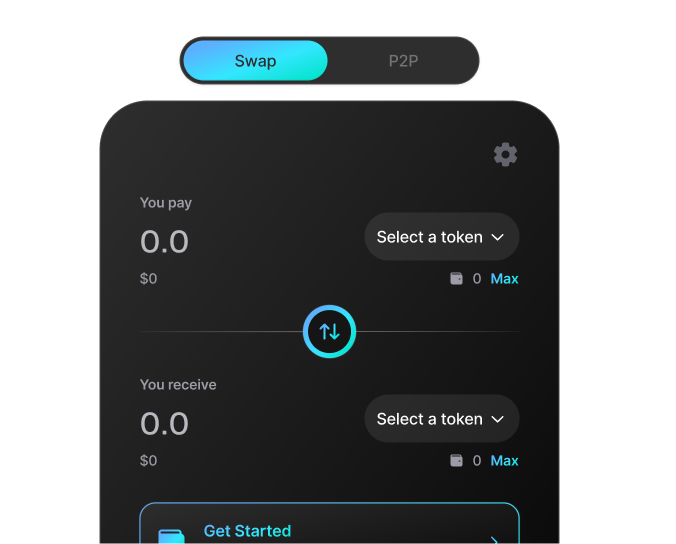 Swap P2P
You pay
0.0 Select a token
$0 0 Max
You receive
0.0 Select a token
$0 0 Max
Get Started